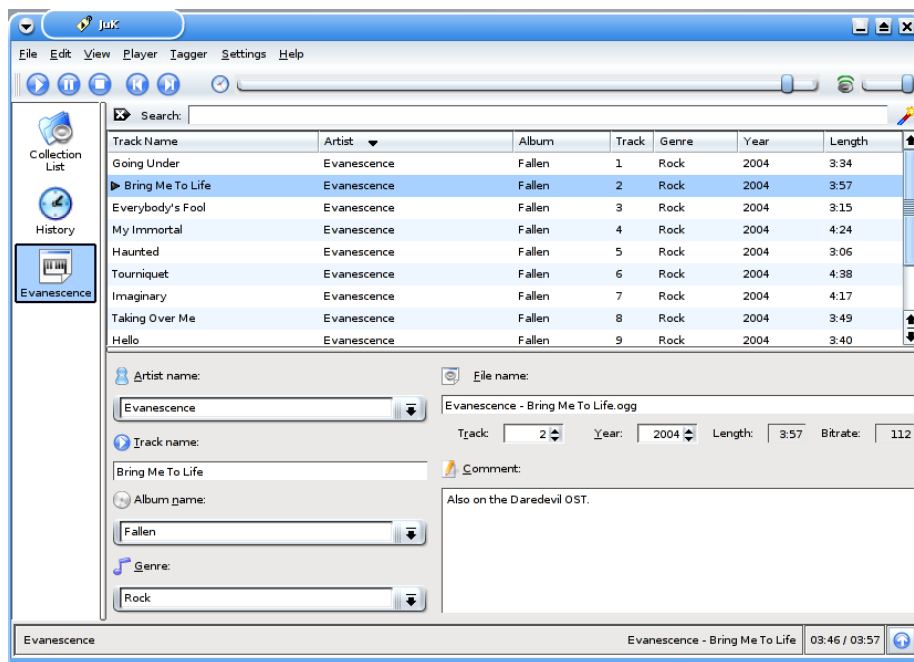 JuK
File Edit View Player Tagger Settings Help
Search:
Track Name Artist Album Track Genre Year Length
Going Under Evanescence Fallen 1 Rock 2004 3:34
Bring Me To Life Evanescence Fallen 2 Rock 2004 3:57
Everybody's Fool Evanescence Fallen 3 Rock 2004 3:15
My Immortal Evanescence Fallen 4 Rock 2004 4:24
Haunted Evanescence Fallen 5 Rock 2004 3:06
Tourniquet Evanescence Fallen 6 Rock 2004 4:38
Imaginary Evanescence Fallen 7 Rock 2004 4:17
Taking Over Me Evanescence Fallen 8 Rock 2004 3:49
Hello Evanescence Fallen 9 Rock 2004 3:40
Collection
List
History
Evanescence
Artist name:
Evanescence
Track name:
Bring Me To Life
Album name:
Fallen
Genre:
Rock
File name:
Evanescence - Bring Me To Life.ogg
Track: 2 Year: 2004 Length: 3:57 Bitrate: 112
Comment:
Also on the Daredevil OST.
Evanescence Evanescence - Bring Me To Life 03:46 / 03:57